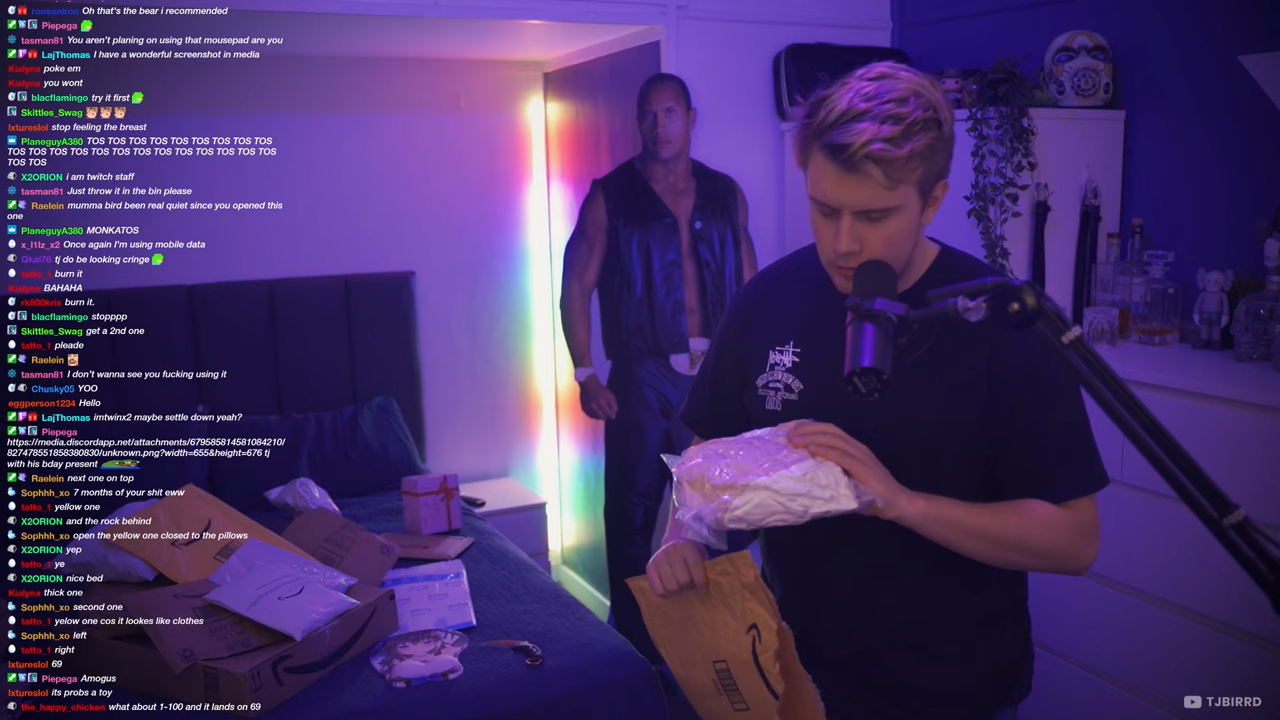 ronsoniron Oh that's the bear i recommended
Piepega
tasman81 You aren't planing on using that mousepad are you
LajThomas I have a wonderful screenshot in media
Kialyna poke em
Kialyna you wont
blacflamingo try it first
Skittles_Swag
lxtureslol stop feeling the breast
PlaneguyA380 TOS TOS TOS TOS TOS TOS TOS TOS TOS
TOS TOS TOS TOS TOS TOS TOS TOS TOS TOS TOS TOS TOS
TOS TOS
X2ORION i am twitch staff
tasman81 Just throw it in the bin please
Raelein mumma bird been real quiet since you opened this
one
PlaneguyA380 MONKATOS
x_l1lz_x2 Once again I'm using mobile data
Qkai76 tj do be looking cringe
tatto_1 burn it
Kialyna BAHAHA
rk800kris burn it.
blacflamingo stopppp
Skittles_Swag get a 2nd one
tatto_1 pleade
Raelein
tasman81 I don't wanna see you fucking using it
Chusky05 YOO
eggperson1234 Hello
LajThomas imtwinx2 maybe settle down yeah?
Piepega
https://media.discordapp.net/attachments/679585814581084210/
827478551858380830/unknown.png?width=655&height=676 tj
with his bday present
Raelein next one on top
Sophhh_xo 7 months of your shit eww
tatto_1 yellow one
X2ORION and the rock behind
Sophhh_xo open the yellow one closed to the pillows
X2ORION yep
tatto_1 ye
X2ORION nice bed
Kialyna thick one
Sophhh_xo second one
tatto_1 yelow one cos it lookes like clothes
Sophhh_xo left
tatto_1 right
lxtureslol 69
Piepega Amogus
lxtureslol its probs a toy
the_happy_chicken what about 1-100 and it lands on 69
TJBIRRD